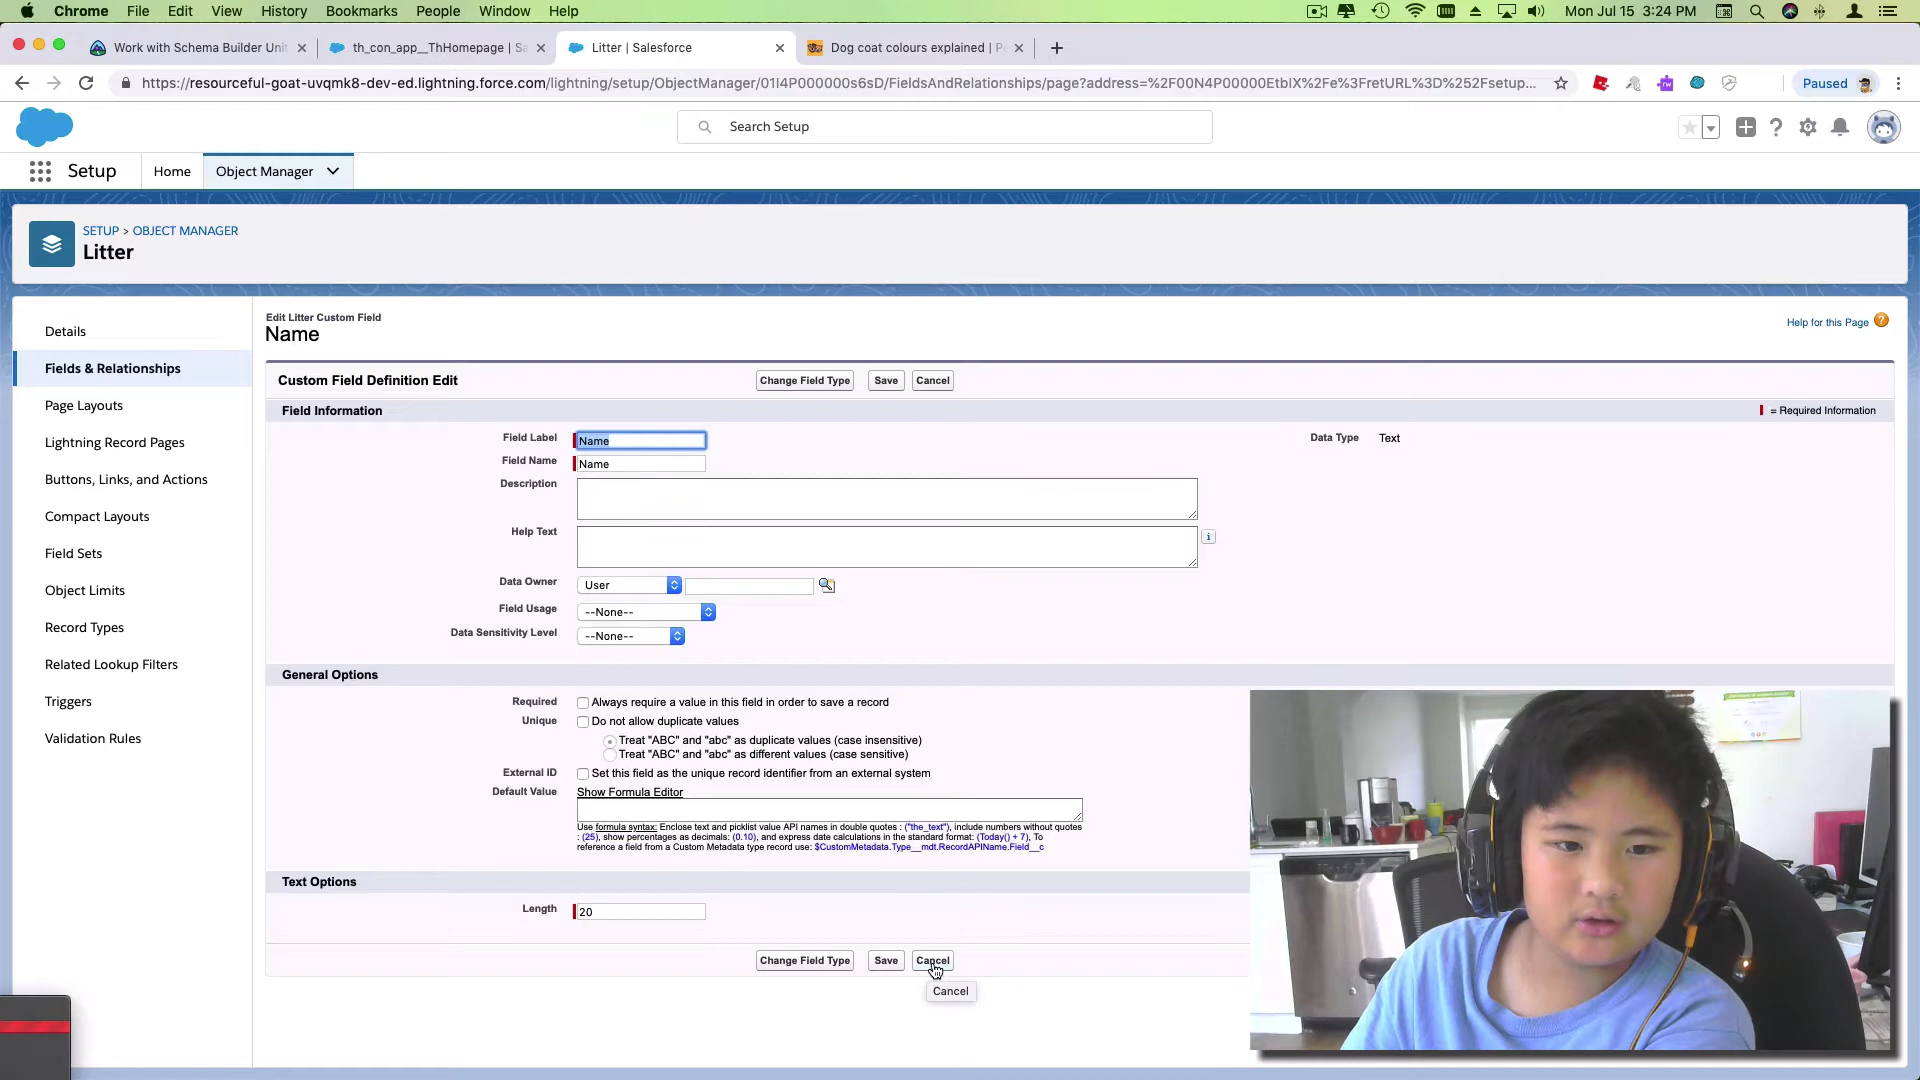 Chrome File Edit View History Bookmarks People Window Help Mon Jul 15 3:24 PM
Work with Schema Builder Unit th_con_app__ThHomepage | Sa Litter | Salesforce Dog coat colours explained | P
https://resourceful-goat-uvqmk8-dev-ed.lightning.force.com/lightning/setup/ObjectManager/01I4P000000s6sD/FieldsAndRelationships/page?address=%2F00N4P00000EtbIX%2Fe%3FretURL%3D%252Fsetup... Paused
Search Setup
Setup Home Object Manager
SETUP > OBJECT MANAGER
Litter
Details
Fields & Relationships
Page Layouts
Lightning Record Pages
Buttons, Links, and Actions
Compact Layouts
Field Sets
Object Limits
Record Types
Related Lookup Filters
Triggers
Validation Rules
Edit Litter Custom Field
Name
Help for this Page ?
Custom Field Definition Edit Change Field Type Save Cancel
Field Information = Required Information
Field Label Name Data Type Text
Field Name Name
Description
Help Text i
Data Owner User
Field Usage --None--
Data Sensitivity Level --None--
General Options
Required Always require a value in this field in order to save a record
Unique Do not allow duplicate values
Treat "ABC" and "abc" as duplicate values (case insensitive)
Treat "ABC" and "abc" as different values (case sensitive)
External ID Set this field as the unique record identifier from an external system
Default Value Show Formula Editor
Use formula syntax: Enclose text and picklist value API names in double quotes : ("the_text"), include numbers without quotes
: (25), show percentages as decimals: (0.10), and express date calculations in the standard format: (Today() + 7), To
reference a field from a Custom Metadata type record use: $CustomMetadata.Type__mdt.RecordAPIName.Field__c
Text Options
Length 20
Change Field Type Save Cancel
Cancel